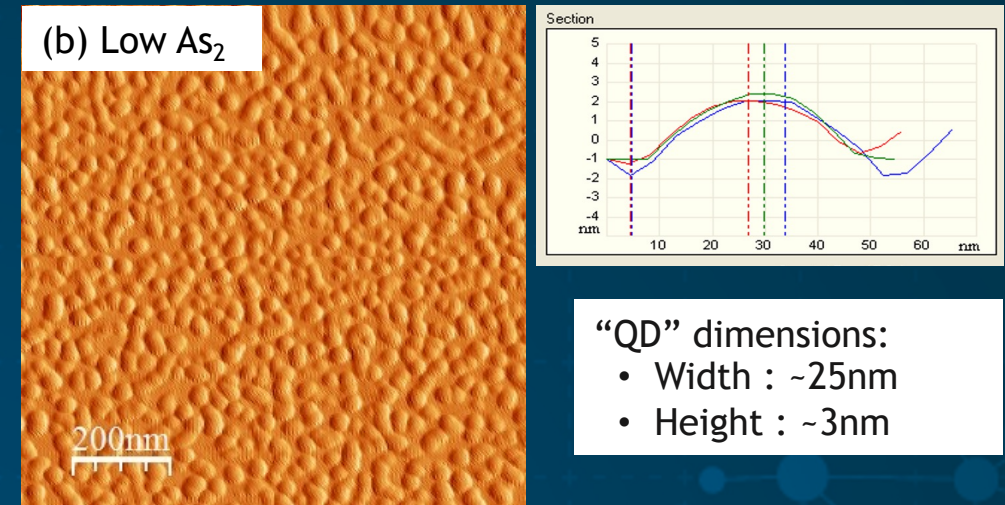 (b) Low As₂
200nm
Section
5
4
3
2
1
0
-1
-2
-3
-4
nm
10 20 30 40 50 60 nm
“QD” dimensions:
• Width : ~25nm
• Height : ~3nm